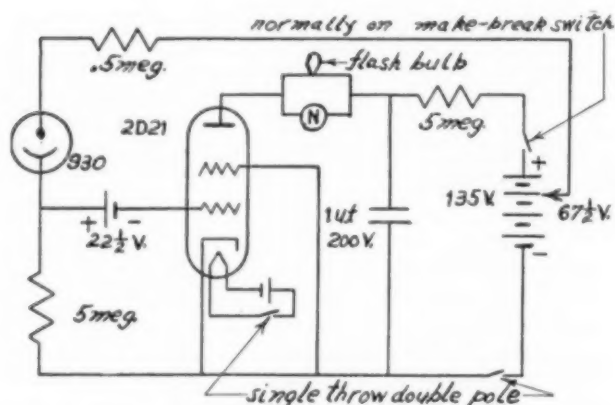 normally on make-break switch
.5meg.
flash bulb
2D21
N
5meg.
930
+
135V. 67½V.
+ -
22½V.
1uf
200V.
-
5meg.
single throw double pole